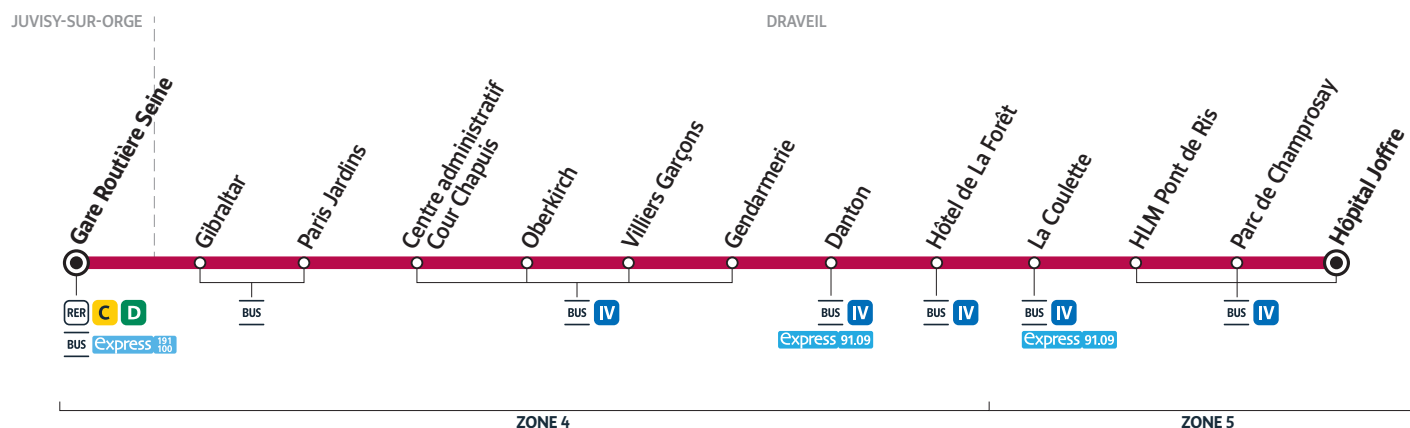 JUVISY-SUR-ORGE
DRAVEIL
Gare Routière Seine
Gibraltar
Paris Jardins
Centre administratif
Cour Chapuis
Oberkirch
Villiers Garçons
Gendarmerie
Danton
Hôtel de La Forêt
La Coulette
HLM Pont de Ris
Parc de Champrosay
Hôpital Joffre
RER C D
BUS express 191 100
BUS
BUS IV
BUS IV
express 91.09
BUS IV
BUS IV
express 91.09
BUS IV
ZONE 4
ZONE 5